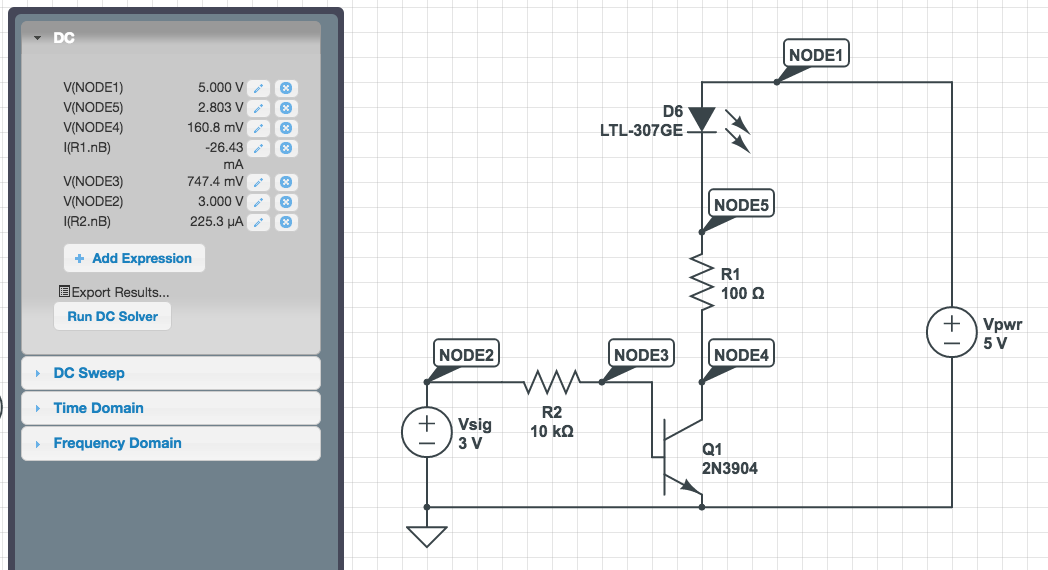 DC
V(NODE1) 5.000 V
V(NODE5) 2.803 V
V(NODE4) 160.8 mV
I(R1.nB) -26.43
mA
V(NODE3) 747.4 mV
V(NODE2) 3.000 V
I(R2.nB) 225.3 µA
+ Add Expression
Export Results...
Run DC Solver
DC Sweep
Time Domain
Frequency Domain
NODE1
D6
LTL-307GE
NODE5
R1
100 Ω
Vpwr
5 V
NODE2
NODE3
NODE4
R2
10 kΩ
Vsig
3 V
Q1
2N3904